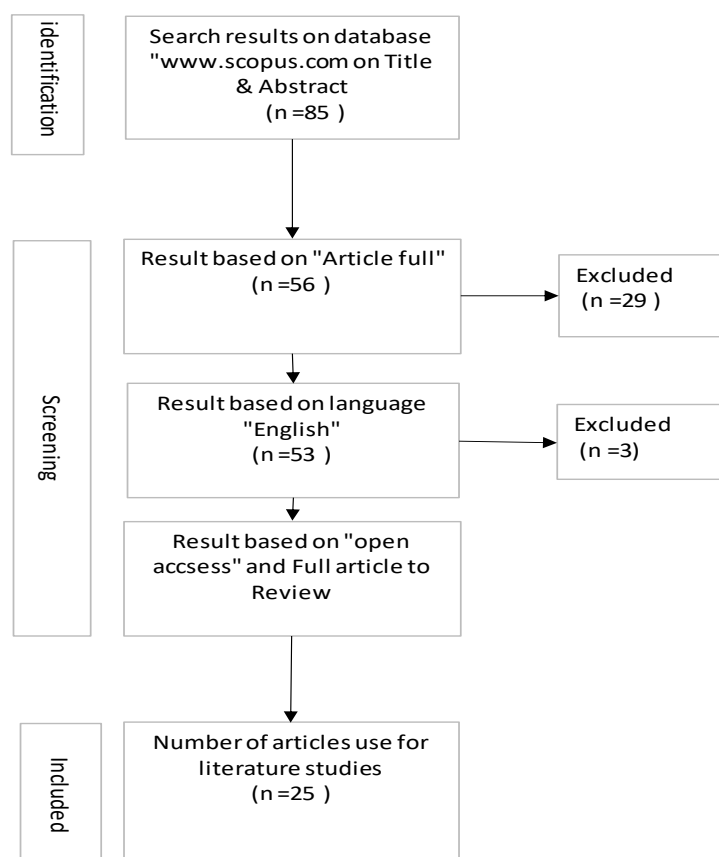 identification
Search results on database
"www.scopus.com on Title
& Abstract
(n =85 )
Screening
Result based on "Article full"
(n =56 )
Excluded
(n =29 )
Result based on language
"English"
(n =53 )
Excluded
(n =3)
Result based on "open
accsess" and Full article to
Review
Included
Number of articles use for
literature studies
(n =25 )